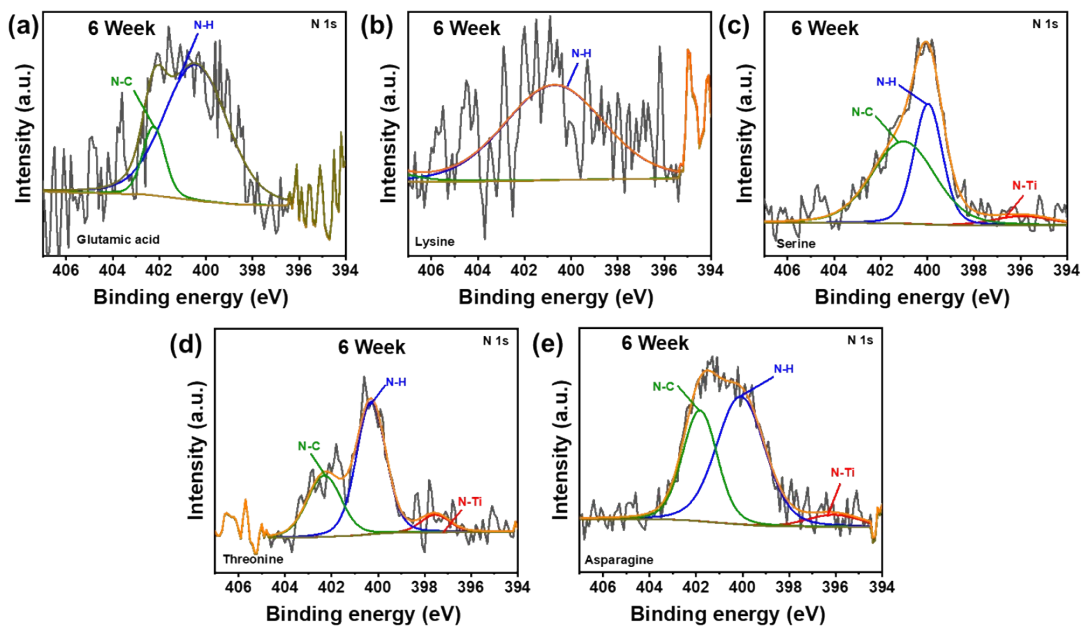 (a)
6 Week
N-H
N 1s
N-C
Glutamic acid
Intensity (a.u.)
406 404 402 400 398 396 394
Binding energy (eV)
(b)
6 Week
N 1s
N-H
Lysine
Intensity (a.u.)
406 404 402 400 398 396 394
Binding energy (eV)
(c)
6 Week
N 1s
N-H
N-C
N-Ti
Serine
Intensity (a.u.)
406 404 402 400 398 396 394
Binding energy (eV)
(d)
6 Week
N 1s
N-H
N-C
N-Ti
Threonine
Intensity (a.u.)
406 404 402 400 398 396 394
Binding energy (eV)
(e)
6 Week
N 1s
N-H
N-C
N-Ti
Asparagine
Intensity (a.u.)
406 404 402 400 398 396 394
Binding energy (eV)